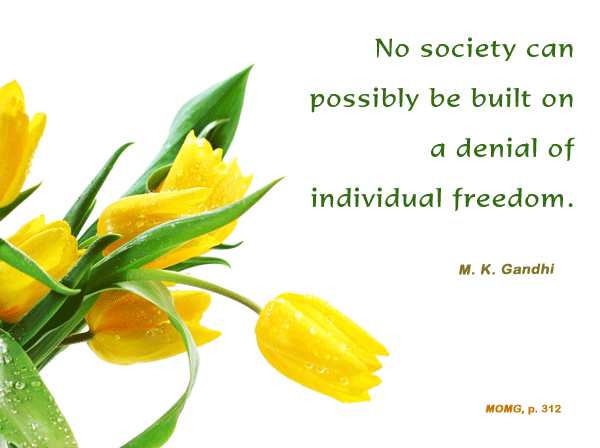 No society can
possibly be built on
a denial of
individual freedom.
M. K. Gandhi
MOMG, p. 312